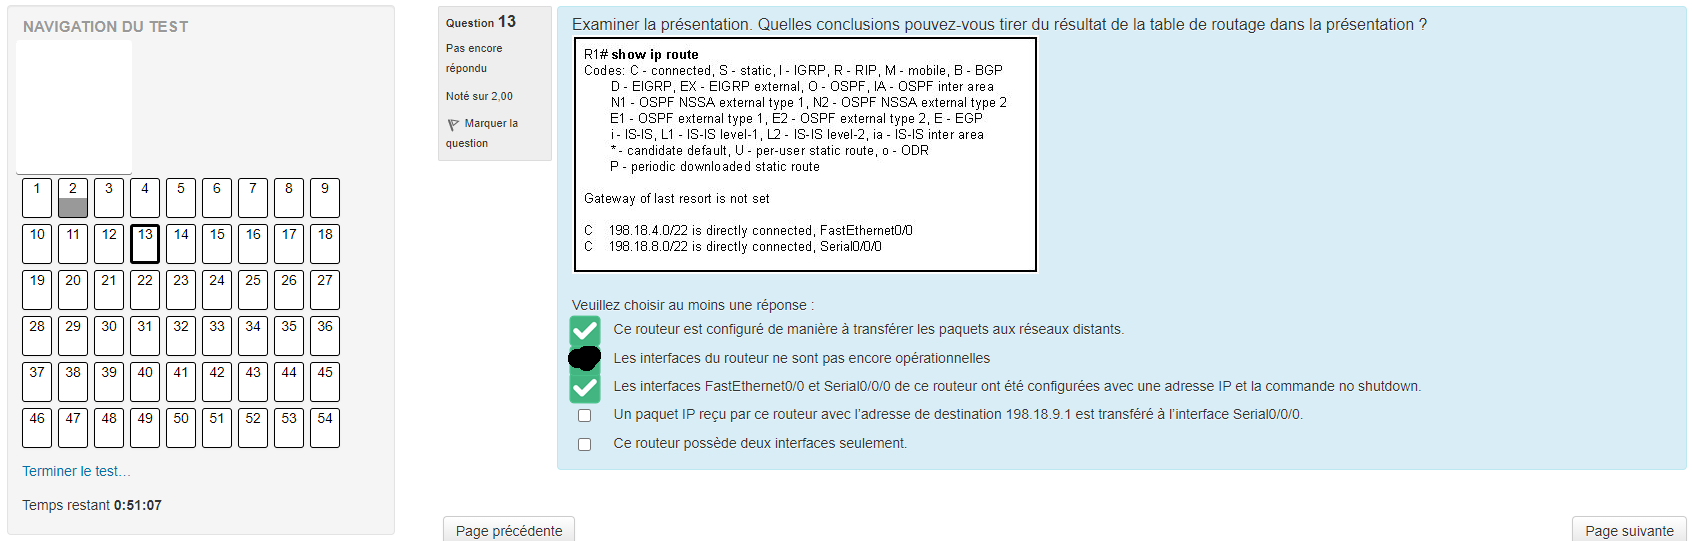 NAVIGATION DU TEST
1 2 3 4 5 6 7 8 9
10 11 12 13 14 15 16 17 18
19 20 21 22 23 24 25 26 27
28 29 30 31 32 33 34 35 36
37 38 39 40 41 42 43 44 45
46 47 48 49 50 51 52 53 54
Terminer le test…
Temps restant 0:51:07
Question 13
Pas encore
répondu
Noté sur 2,00
Marquer la
question
Examiner la présentation. Quelles conclusions pouvez-vous tirer du résultat de la table de routage dans la présentation ?
R1# show ip route
Codes: C - connected, S - static, I - IGRP, R - RIP, M - mobile, B - BGP
D - EIGRP, EX - EIGRP external, O - OSPF, IA - OSPF inter area
N1 - OSPF NSSA external type 1, N2 - OSPF NSSA external type 2
E1 - OSPF external type 1, E2 - OSPF external type 2, E - EGP
i - IS-IS, L1 - IS-IS level-1, L2 - IS-IS level-2, ia - IS-IS inter area
* - candidate default, U - per-user static route, o - ODR
P - periodic downloaded static route
Gateway of last resort is not set
C 198.18.4.0/22 is directly connected, FastEthernet0/0
C 198.18.8.0/22 is directly connected, Serial0/0/0
Veuillez choisir au moins une réponse :
Ce routeur est configuré de manière à transférer les paquets aux réseaux distants.
Les interfaces du routeur ne sont pas encore opérationnelles
Les interfaces FastEthernet0/0 et Serial0/0/0 de ce routeur ont été configurées avec une adresse IP et la commande no shutdown.
Un paquet IP reçu par ce routeur avec l'adresse de destination 198.18.9.1 est transféré à l'interface Serial0/0/0.
Ce routeur possède deux interfaces seulement.
Page précédente
Page suivante